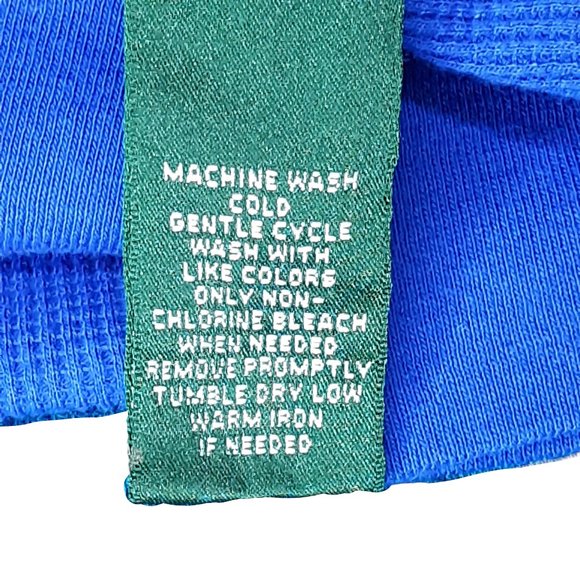 MACHINE WASH
COLD
GENTLE CYCLE
WASH WITH
LIKE COLORS
ONLY NON-
CHLORINE BLEACH
WHEN NEEDED
REMOVE PROMPTLY
TUMBLE DRY LOW
WARM IRON
IF NEEDED